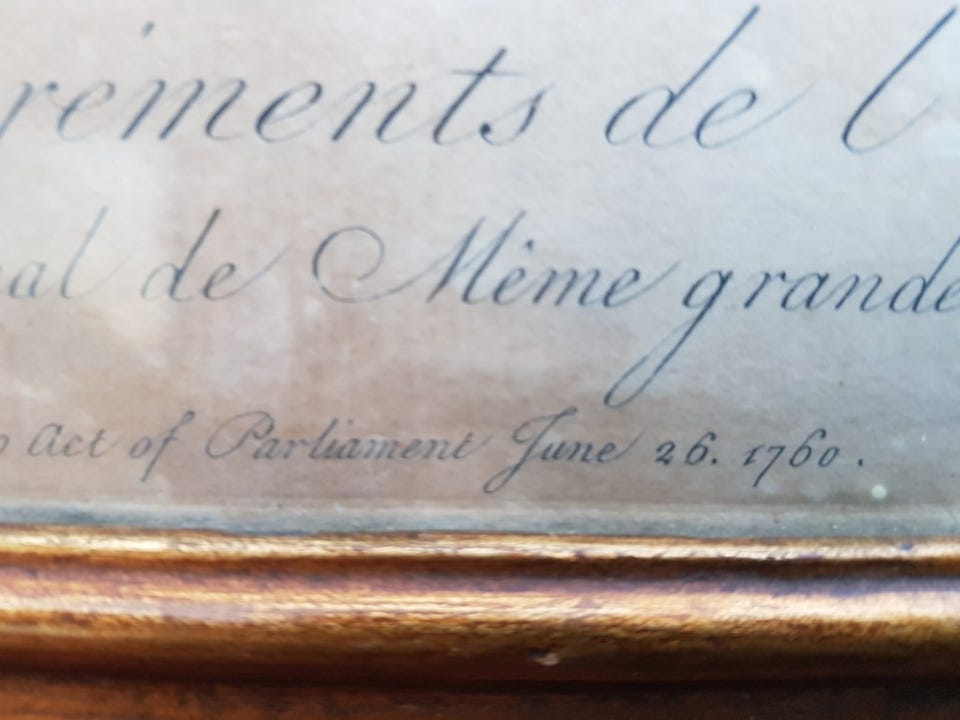 rements de l
al de Même grande
o Act of Parliament June 26. 1760.